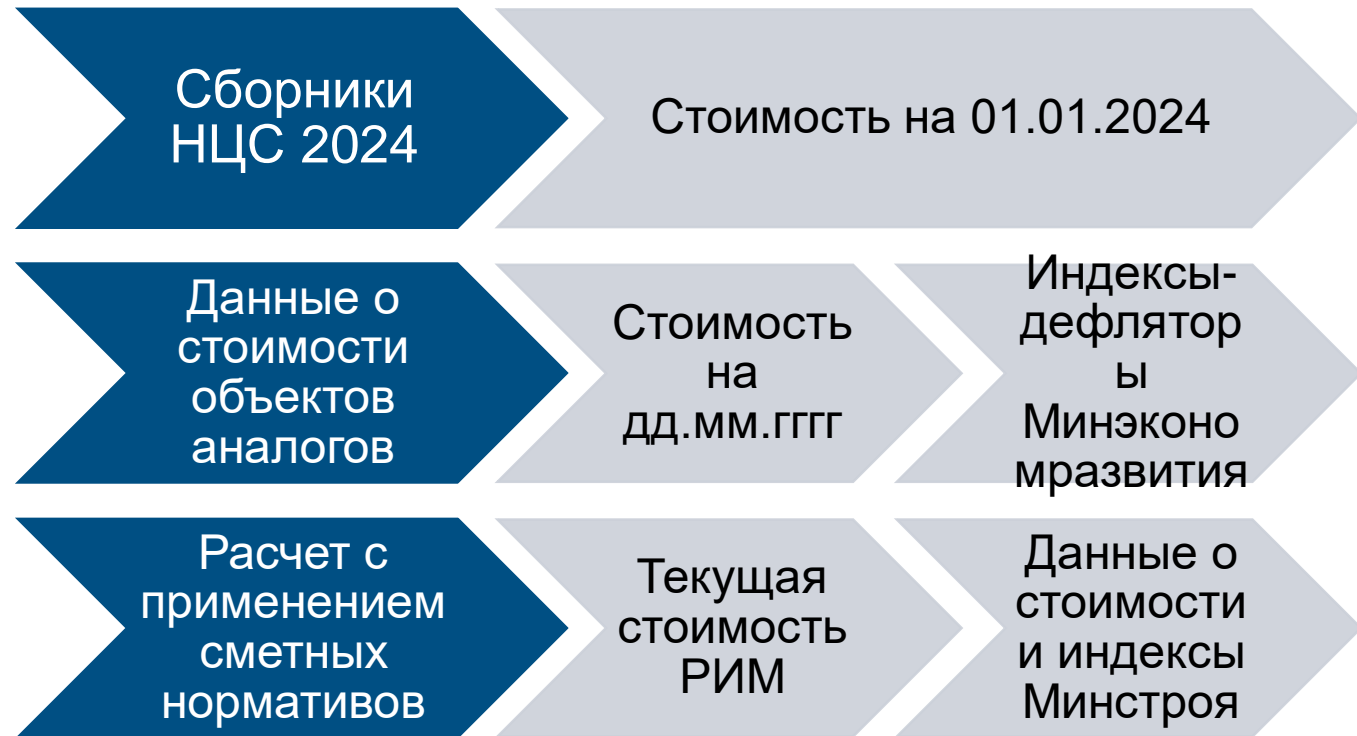 Сборники
НЦС 2024
Стоимость на 01.01.2024
Данные о
стоимости
объектов
аналогов
Стоимость
на
дд.мм.гггг
Индексы-
дефлятор
ы
Минэконо
мразвития
Расчет с
применением
сметных
нормативов
Текущая
стоимость
РИМ
Данные о
стоимости
и индексы
Минстроя